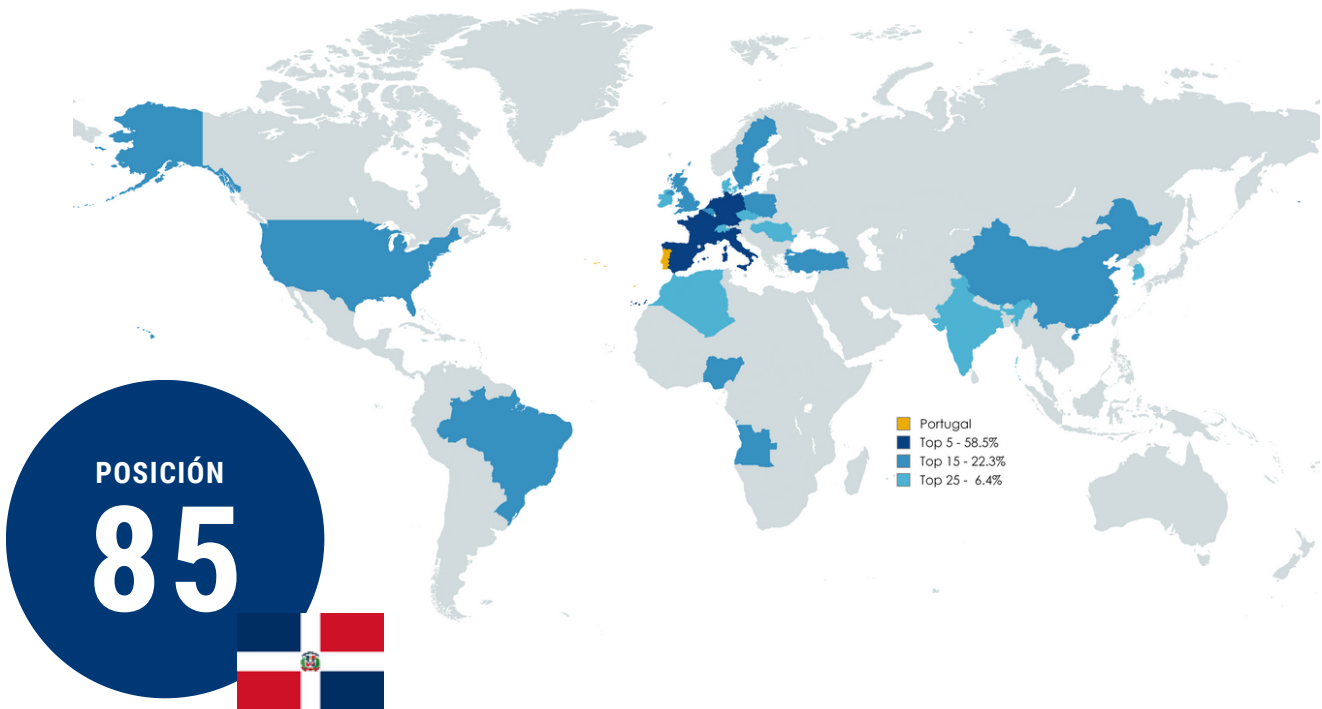 POSICIÓN
85
Portugal
Top 5 - 58.5%
Top 15 - 22.3%
Top 25 - 6.4%